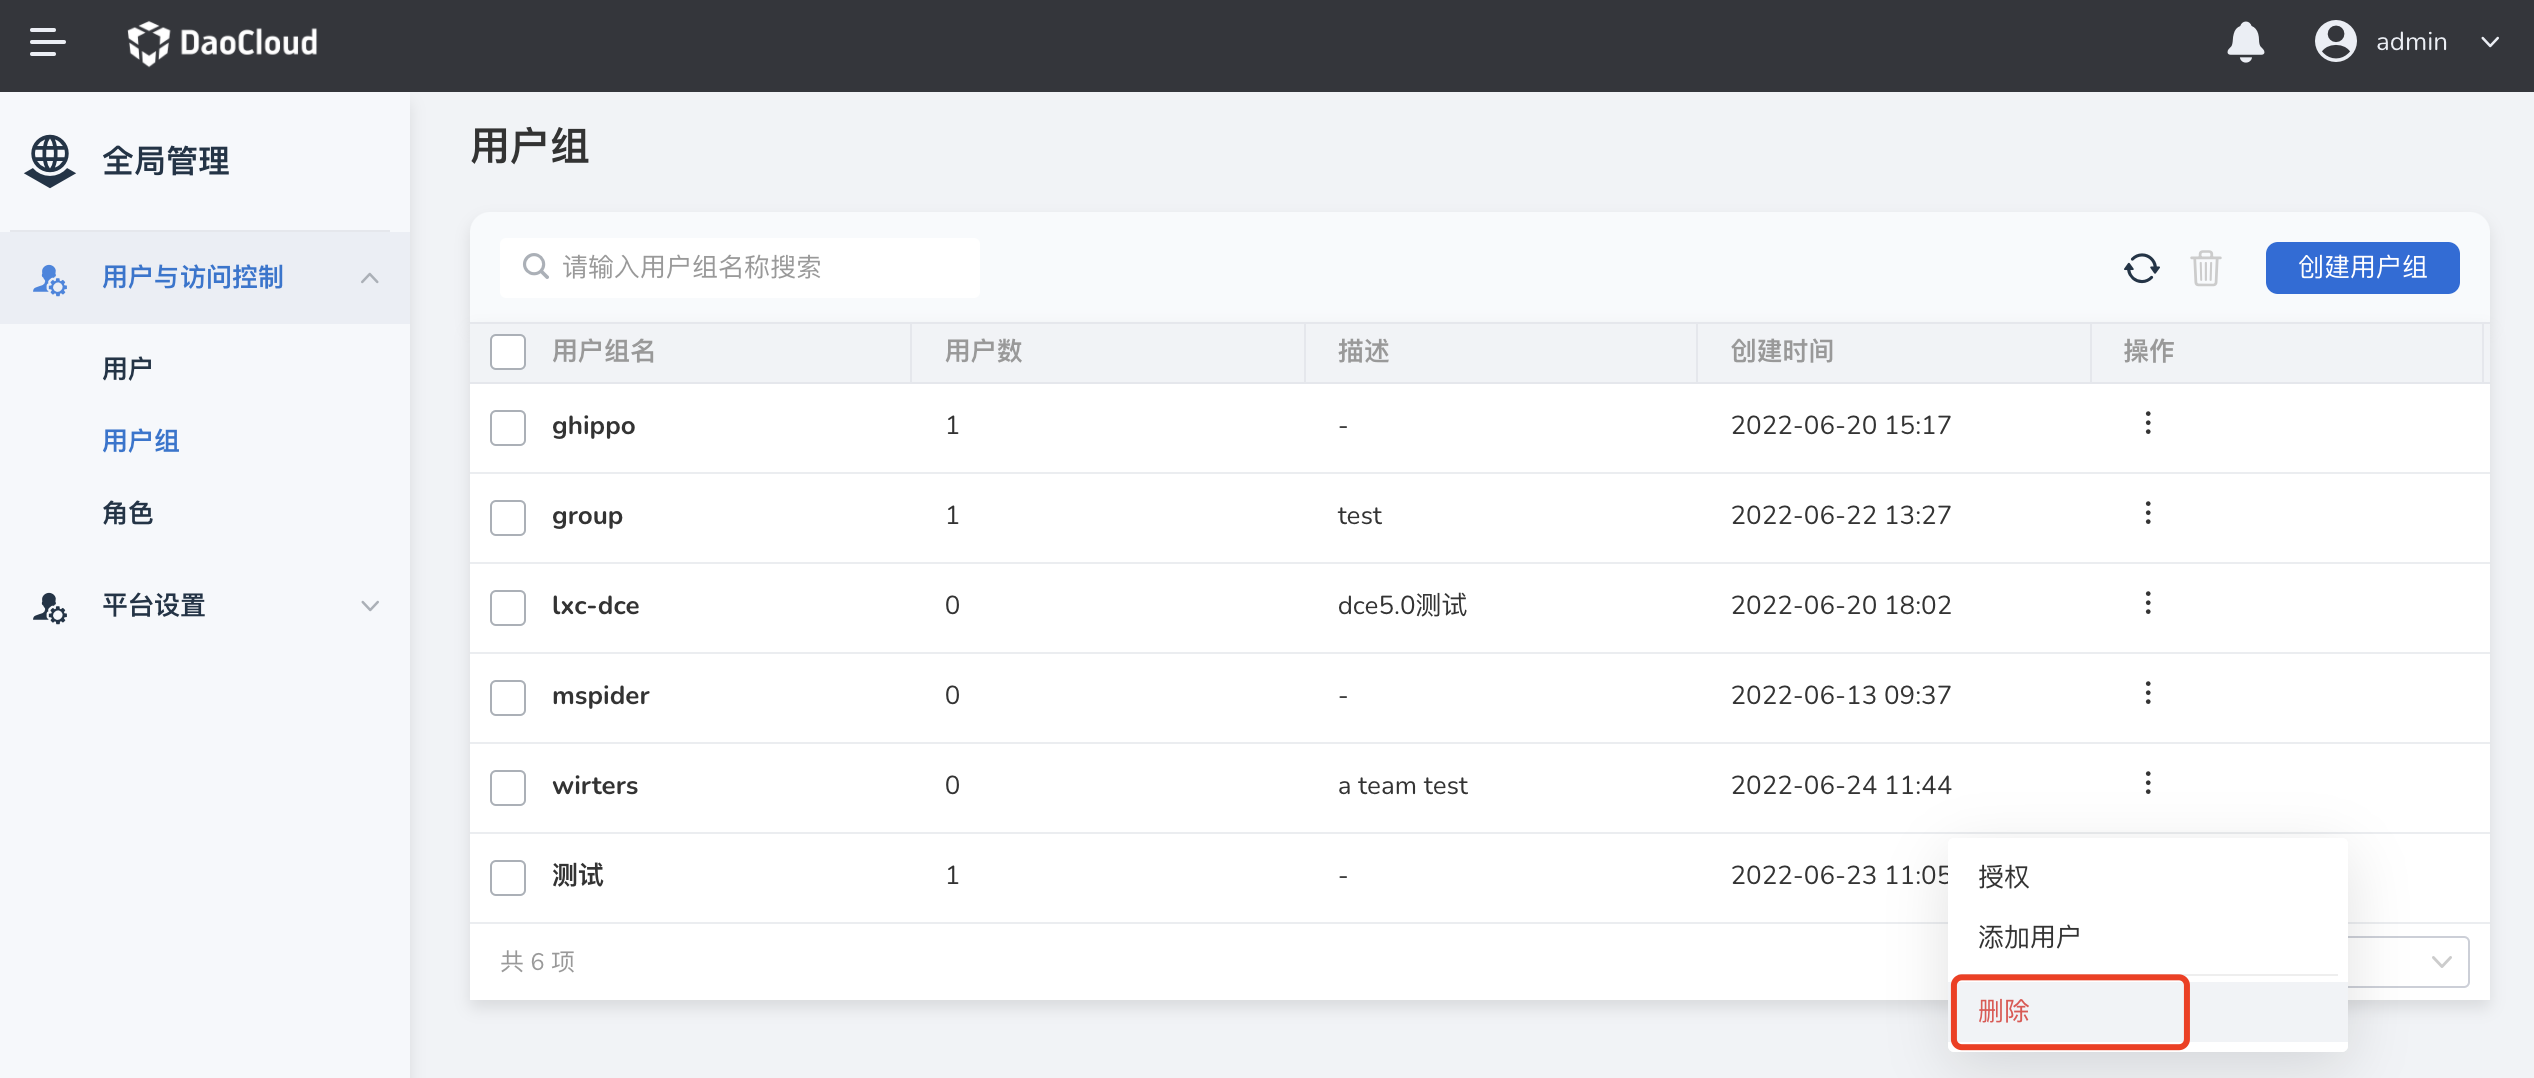 DaoCloud
admin
全局管理
用户与访问控制
用户
用户组
角色
平台设置
用户组
请输入用户组名称搜索
创建用户组
用户组名 用户数 描述 创建时间 操作
ghippo 1 - 2022-06-20 15:17
group 1 test 2022-06-22 13:27
lxc-dce 0 dce5.0测试 2022-06-20 18:02
mspider 0 - 2022-06-13 09:37
wirters 0 a team test 2022-06-24 11:44
测试 1 - 2022-06-23 11:05
共 6 项
授权
添加用户
删除